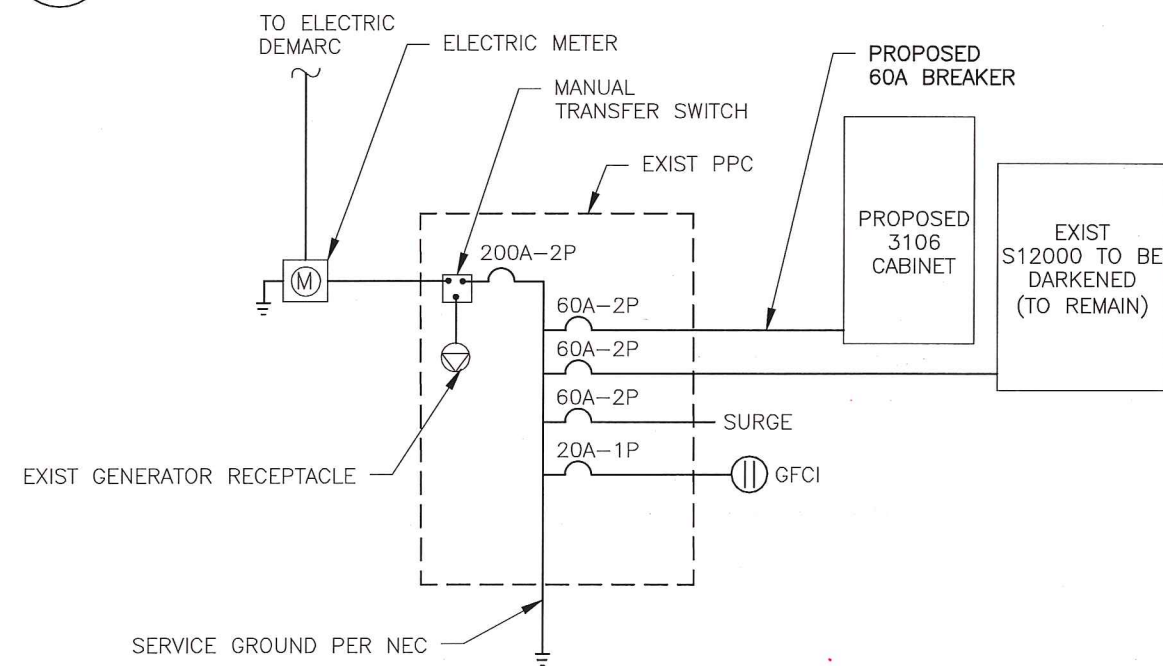 TO ELECTRIC
DEMARC
ELECTRIC METER
MANUAL
TRANSFER SWITCH
PROPOSED
60A BREAKER
EXIST PPC
PROPOSED
3106
CABINET
EXIST
S12000 TO BE
DARKENED
(TO REMAIN)
200A-2P
M
60A-2P
60A-2P
60A-2P
SURGE
20A-1P
GFCI
EXIST GENERATOR RECEPTACLE
SERVICE GROUND PER NEC